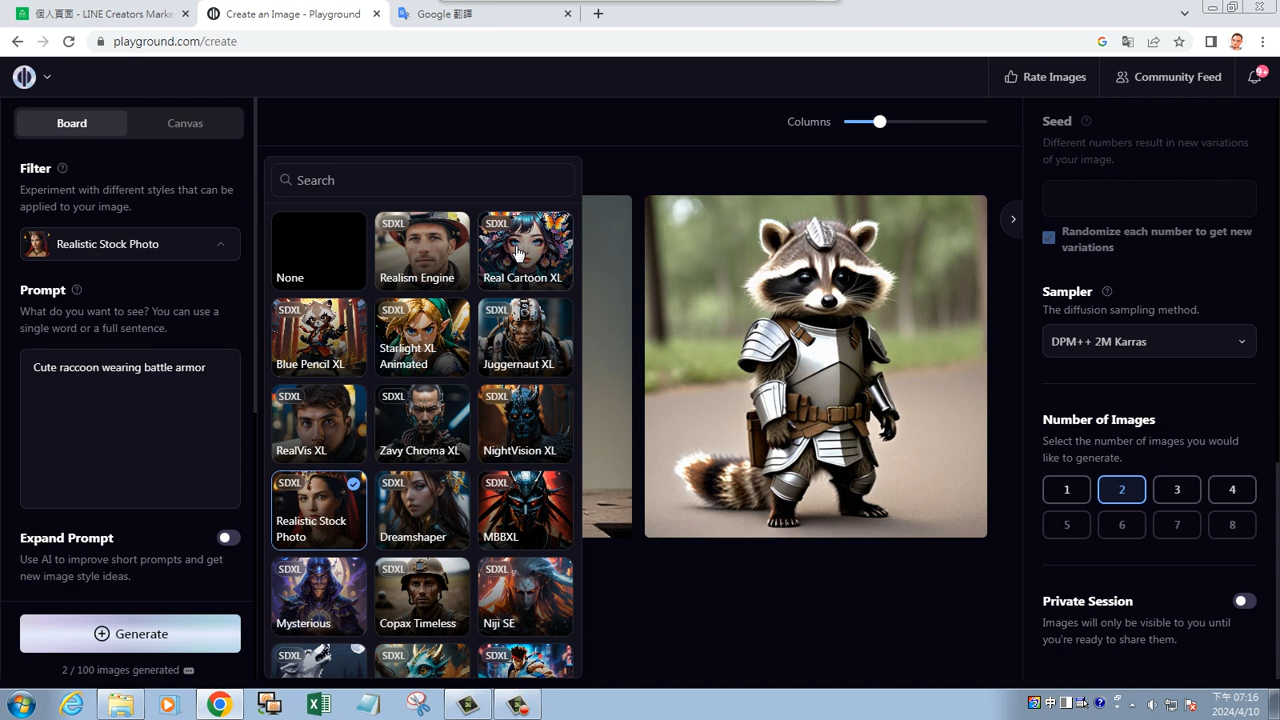 個人頁面 - LINE Creators Marke
Create an Image - Playground
Google 翻譯
playground.com/create
Rate Images
Community Feed
9+
Board
Canvas
Columns
Filter
Experiment with different styles that can be
applied to your image.
Realistic Stock Photo
Prompt
What do you want to see? You can use a
single word or a full sentence.
Cute raccoon wearing battle armor
Expand Prompt
Use AI to improve short prompts and get
new image style ideas.
Generate
2 / 100 images generated
Search
None
SDXL
Realism Engine
SDXL
Real Cartoon XL
SDXL
Blue Pencil XL
SDXL
Starlight XL
Animated
SDXL
Juggernaut XL
SDXL
RealVis XL
SDXL
Zavy Chroma XL
SDXL
NightVision XL
SDXL
Realistic Stock
Photo
SDXL
Dreamshaper
SDXL
MBBXL
SDXL
Mysterious
SDXL
Copax Timeless
SDXL
Niji SE
SDXL
SDXL
SDXL
Seed
Different numbers result in new variations
of your image.
Randomize each number to get new
variations
Sampler
The diffusion sampling method.
DPM++ 2M Karras
Number of Images
Select the number of images you would
like to generate.
1
2
3
4
5
6
7
8
Private Session
Images will only be visible to you until
you're ready to share them.
中
下午 07:16
2024/4/10